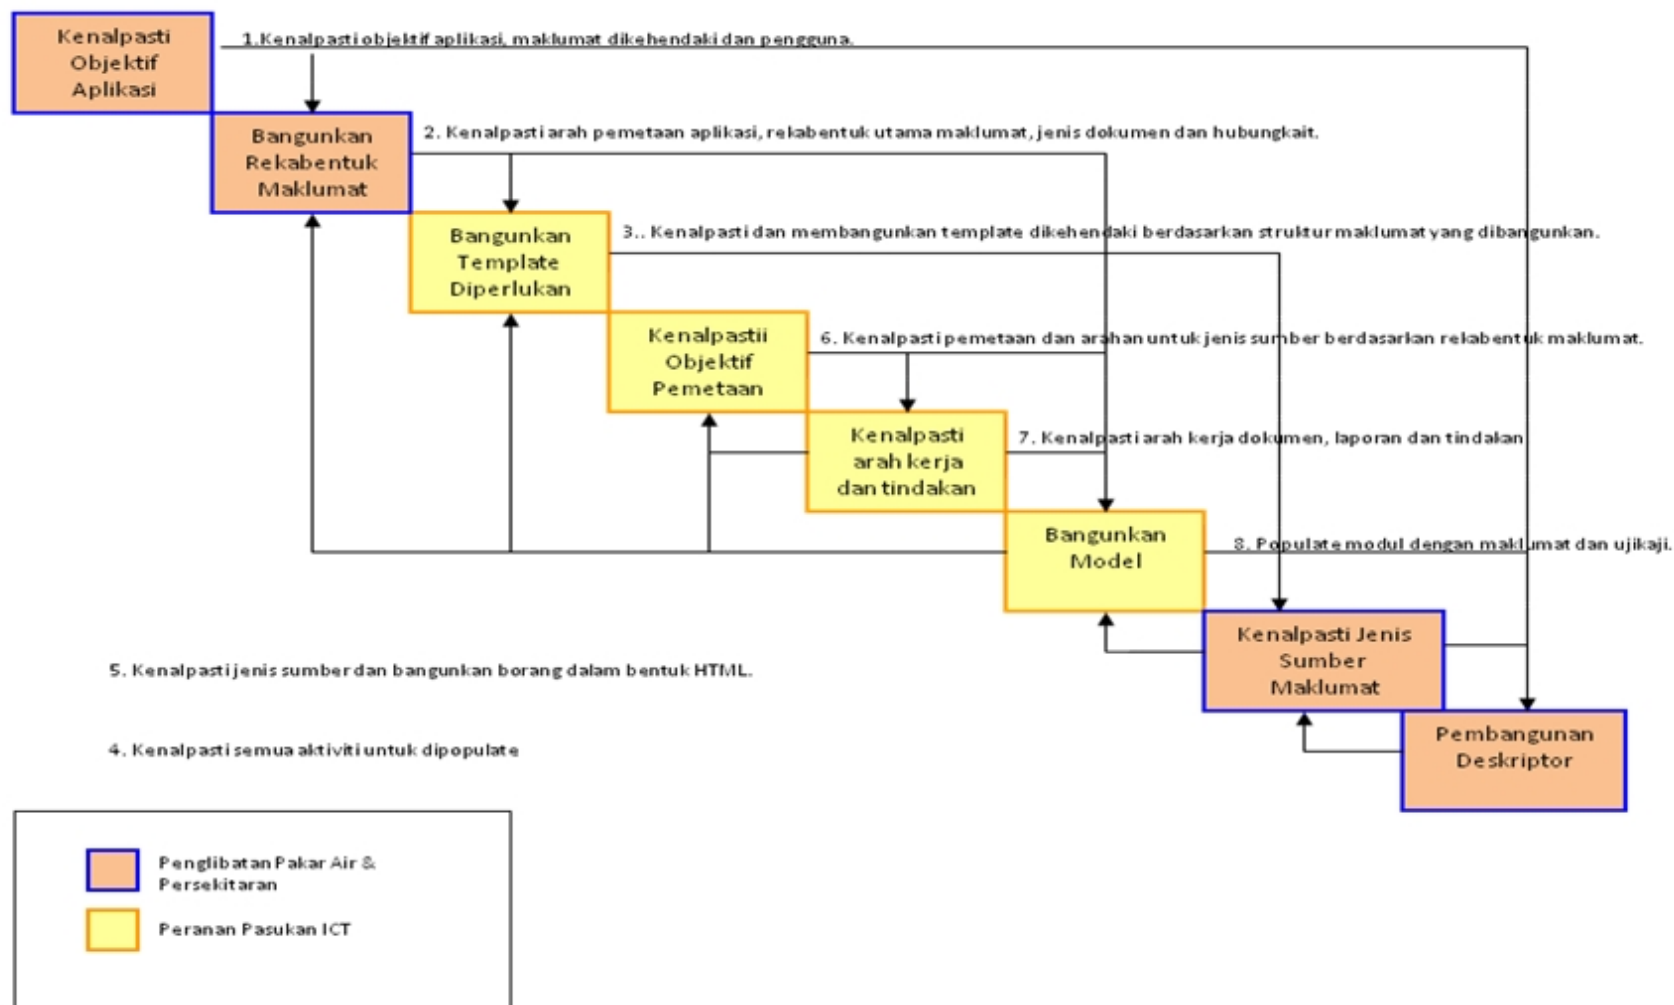 Kenalpasti
Objektif
Aplikasi
1.Kenalpasti objektif aplikasi, maklumat dikehendaki dan pengguna.
Bangunkan
Rekabentuk
Maklumat
2. Kenalpasti arah pemetaan aplikasi, rekabentuk utama maklumat, jenis dokumen dan hubungkait.
Bangunkan
Template
Diperlukan
3.. Kenalpasti dan membangunkan template dikehendaki berdasarkan struktur maklumat yang dibangunkan.
Kenalpastii
Objektif
Pemetaan
6. Kenalpasti pemetaan dan arahan untuk jenis sumber berdasarkan rekabentuk maklumat.
Kenalpasti
arah kerja
dan tindakan
7. Kenalpasti arah kerja dokumen, laporan dan tindakan
Bangunkan
Model
8. Populate modul dengan maklumat dan ujikaji.
Kenalpasti Jenis
Sumber
Maklumat
5. Kenalpasti jenis sumber dan bangunkan borang dalam bentuk HTML.
Pembangunan
Deskriptor
4. Kenalpasti semua aktiviti untuk dipopulate
Penglibatan Pakar Air &
Persekitaran
Peranan Pasukan ICT